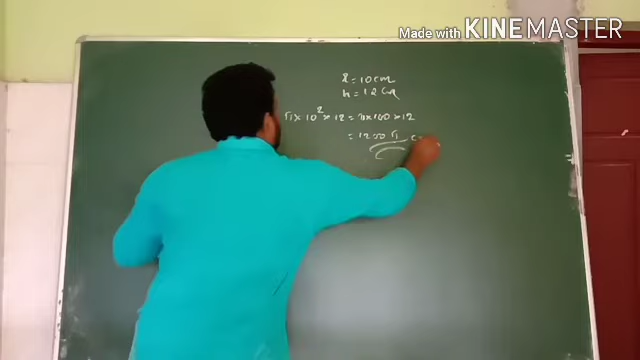 Made with KINEMASTER
r = 10 cm
h = 12 cm
π × 10² × 12 = π × 100 × 12
= 1200 π c